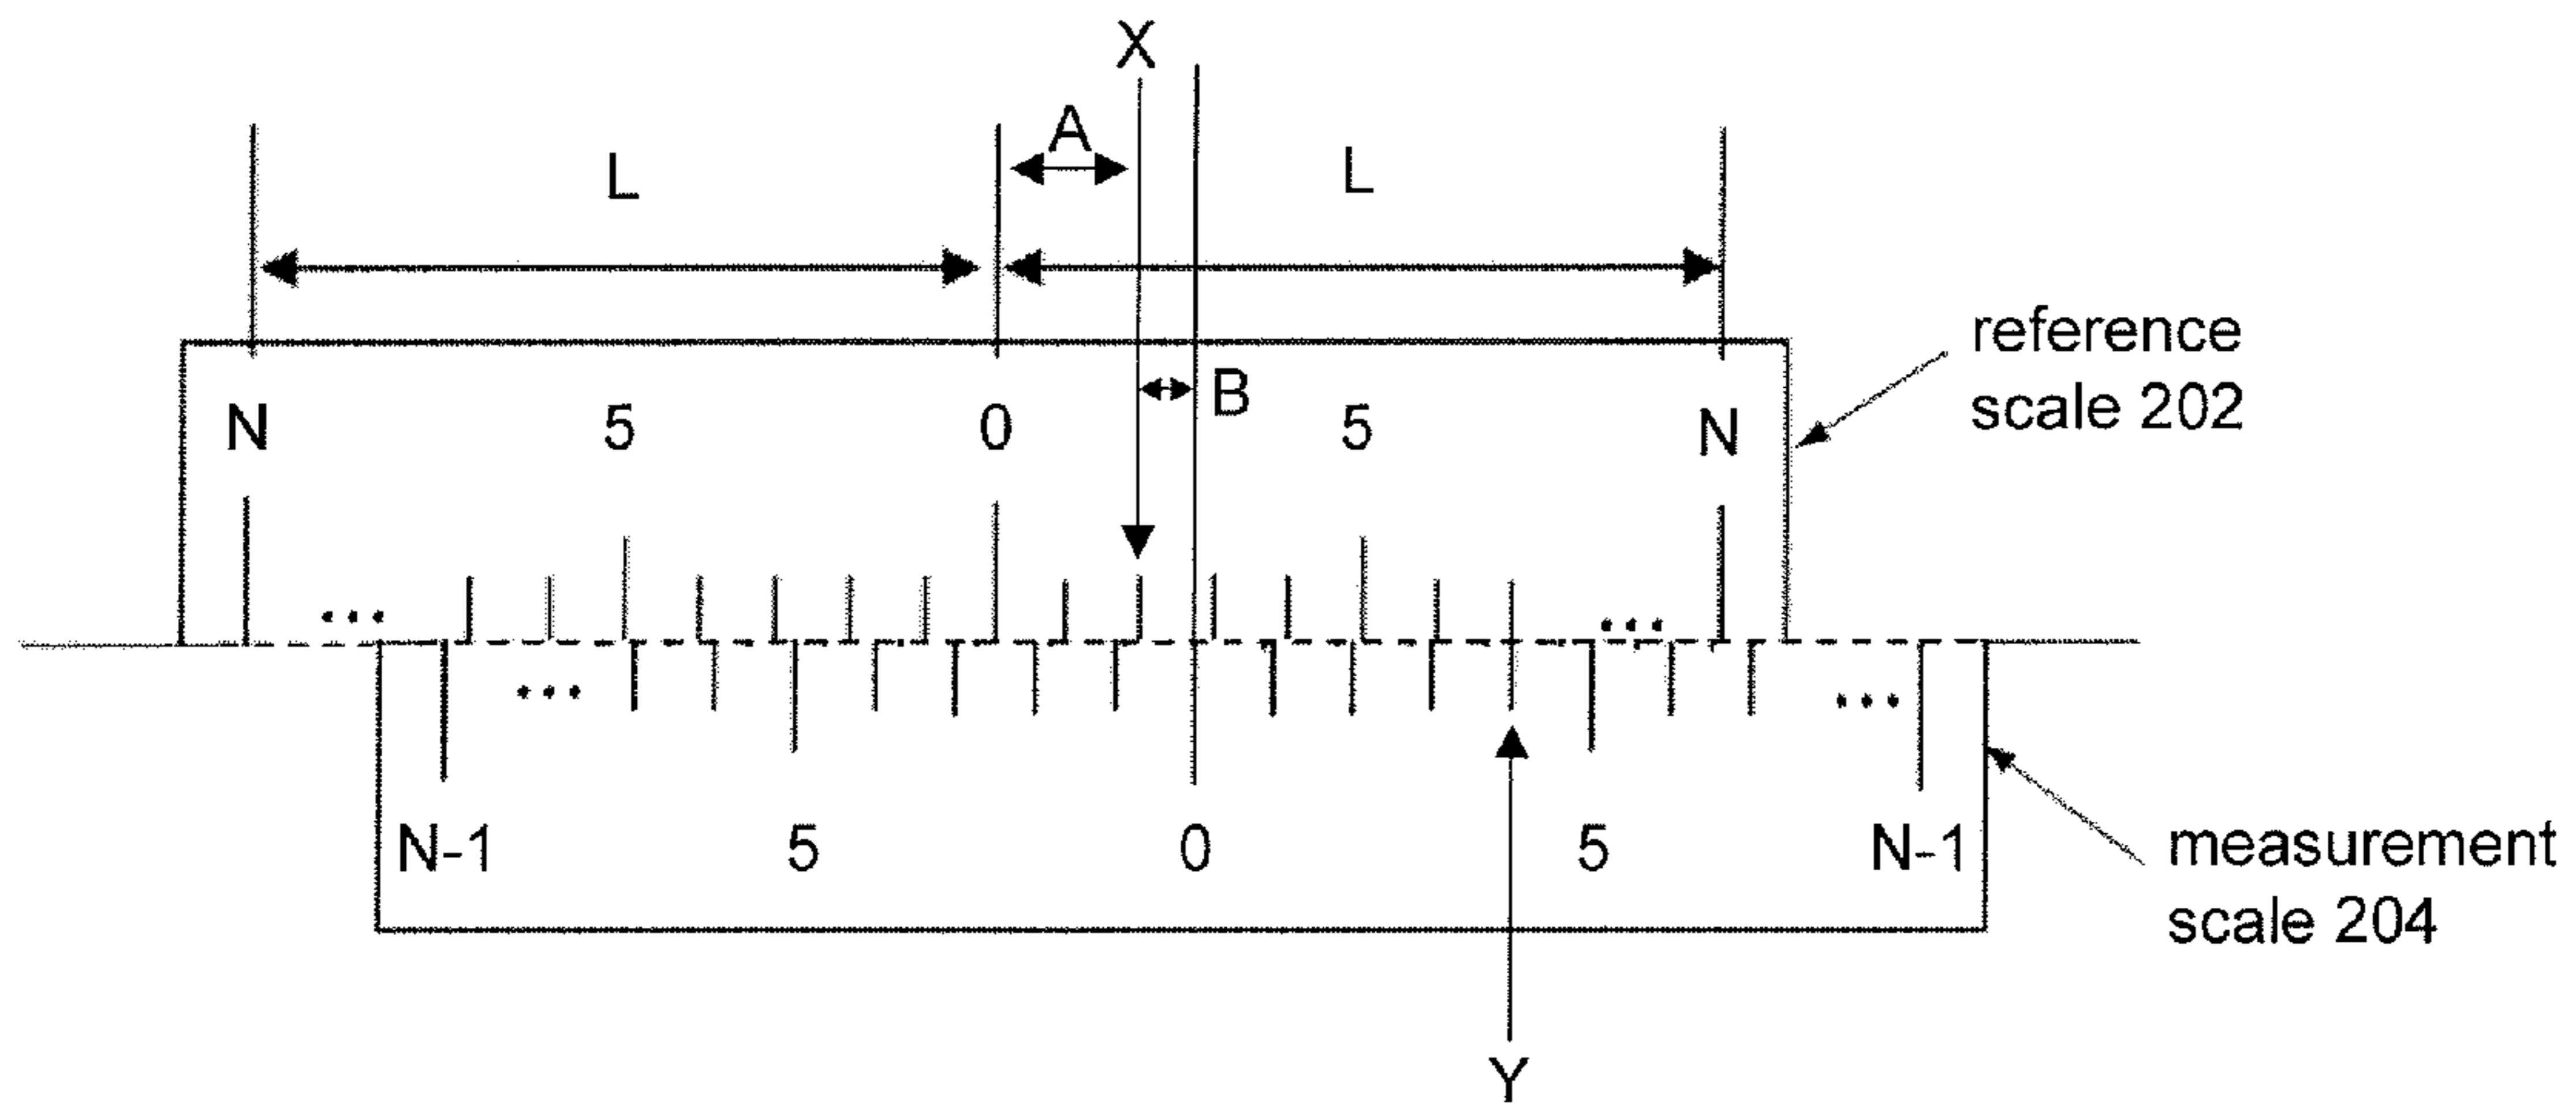 X
A
L
L
B
reference
scale 202
N
5
0
5
N
...
...
...
...
N-1
5
0
5
N-1
measurement
scale 204
Y